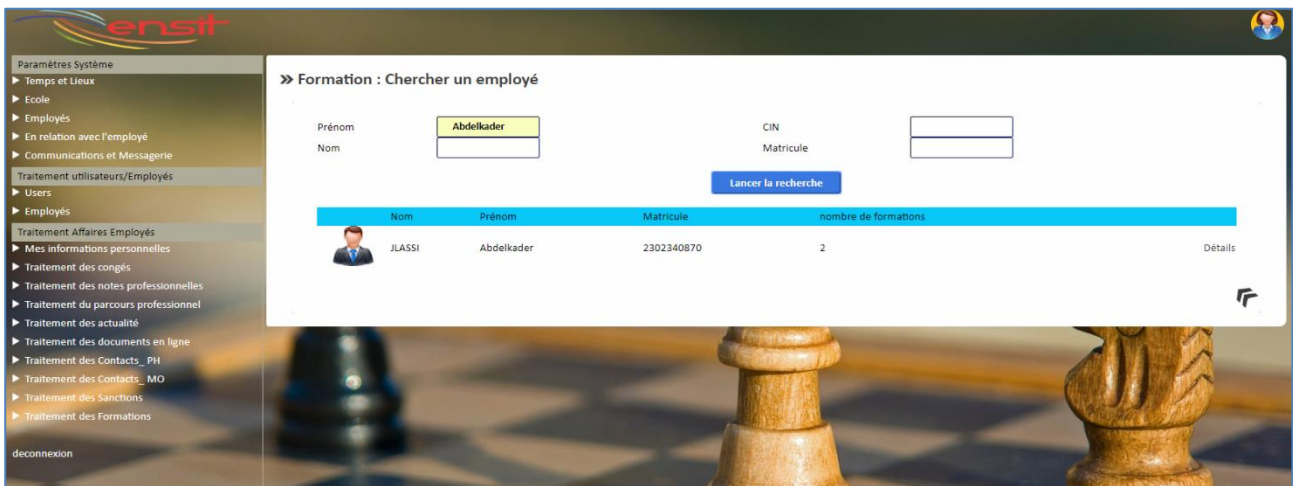 ensit
Paramètres Système
Temps et Lieux
Ecole
Employés
En relation avec l'employé
Communications et Messagerie
Traitement utilisateurs/Employés
Users
Employés
Traitement Affaires Employés
Mes informations personnelles
Traitement des congés
Traitement des notes professionnelles
Traitement du parcours professionnel
Traitement des actualité
Traitement des documents en ligne
Traitement des Contacts_ PH
Traitement des Contacts_ MO
Traitement des Sanctions
Traitement des Formations
deconnexion
» Formation : Chercher un employé
Prénom Abdelkader CIN
Nom Matricule
Lancer la recherche
Nom Prénom Matricule nombre de formations
JLASSI Abdelkader 2302340870 2 Détails